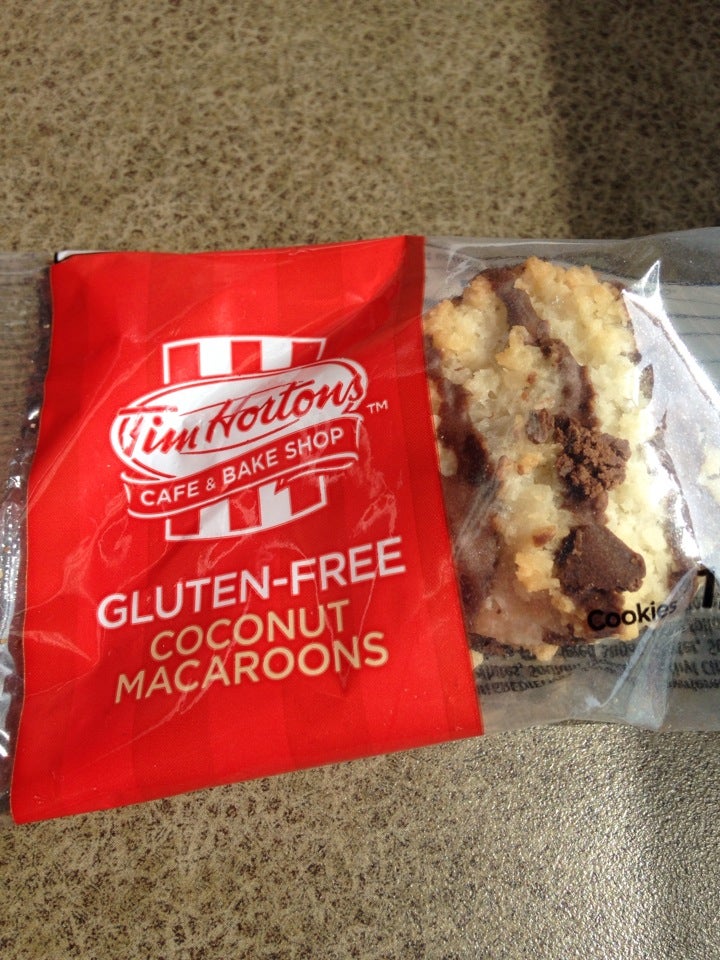 Tim Hortons TM
CAFE & BAKE SHOP
GLUTEN-FREE
COCONUT
MACAROONS
Cookies